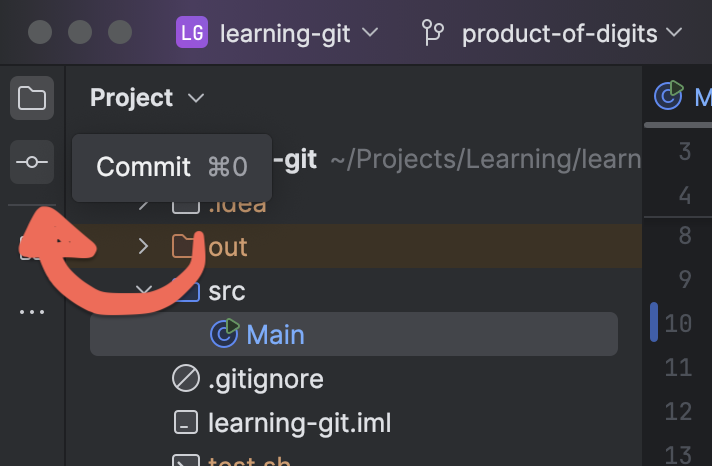 LG learning-git product-of-digits
Project
M
Commit ⌘0
-git ~/Projects/Learning/learn
.idea
out
src
Main
.gitignore
learning-git.iml
test.sh
3
4
8
9
10
11
12
13